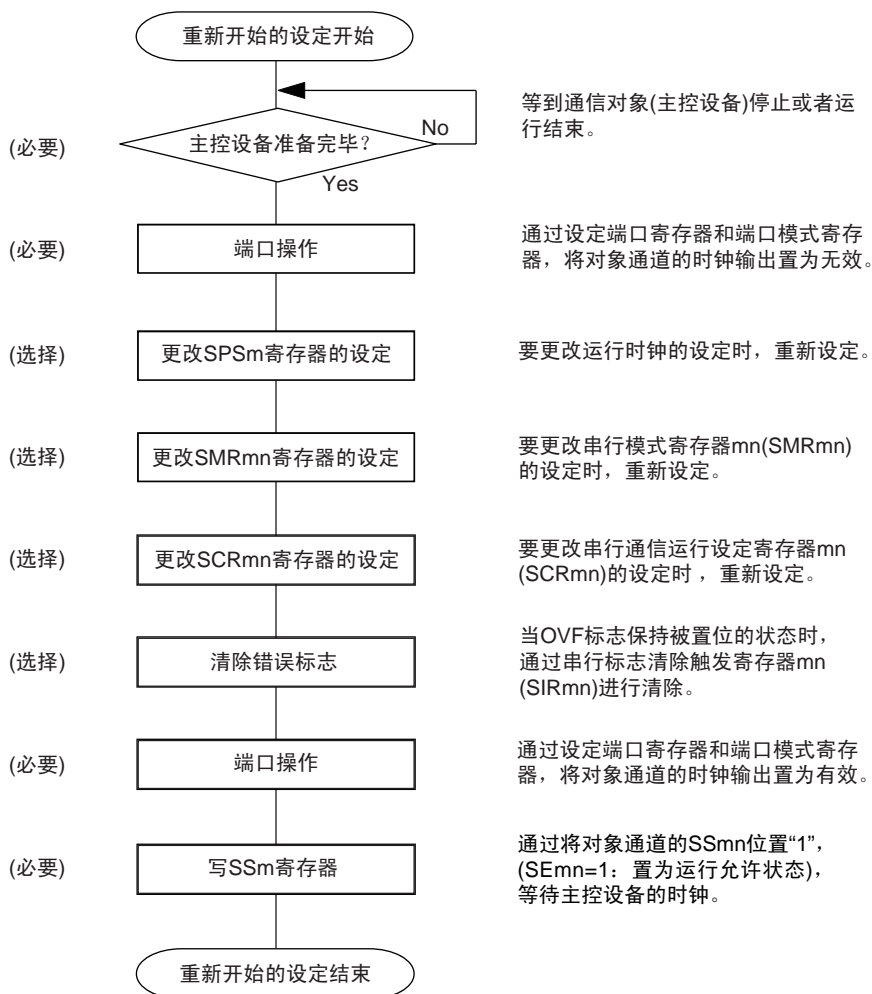 重新开始的设定开始
等到通信对象(主控设备)停止或者运
行结束。
(必要)
主控设备准备完毕？
No
Yes
(必要)
端口操作
通过设定端口寄存器和端口模式寄存
器，将对象通道的时钟输出置为无效。
(选择)
更改SPSm寄存器的设定
要更改运行时钟的设定时，重新设定。
(选择)
更改SMRmn寄存器的设定
要更改串行模式寄存器mn(SMRmn)
的设定时，重新设定。
(选择)
更改SCRmn寄存器的设定
要更改串行通信运行设定寄存器mn
(SCRmn)的设定时，重新设定。
(选择)
清除错误标志
当OVF标志保持被置位的状态时，
通过串行标志清除触发寄存器mn
(SIRmn)进行清除。
(必要)
端口操作
通过设定端口寄存器和端口模式寄存
器，将对象通道的时钟输出置为有效。
(必要)
写SSm寄存器
通过将对象通道的SSmn位置“1”，
(SEmn=1：置为运行允许状态)，
等待主控设备的时钟。
重新开始的设定结束